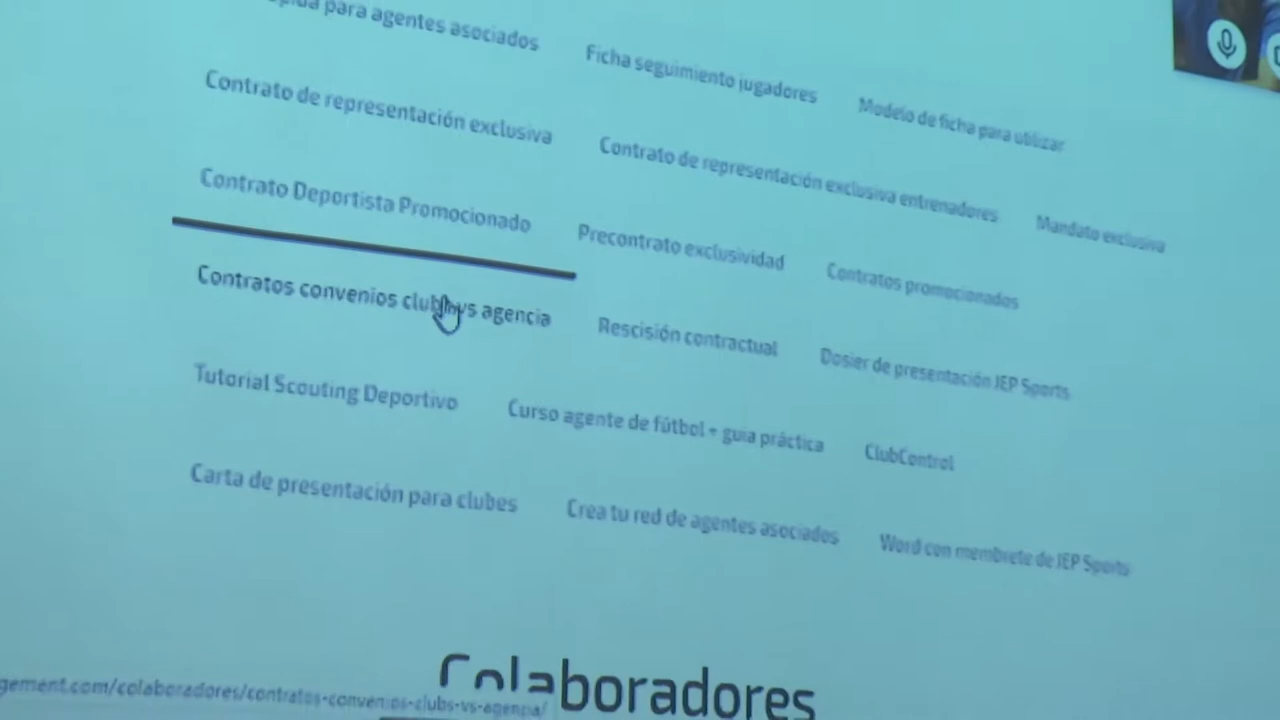 para agentes asociados Ficha seguimiento jugadores Modelo de ficha para utilizar
Contrato de representación exclusiva Contrato de representación exclusiva entrenadores Mandato exclusiva
Contrato Deportista Promocionado Precontrato exclusividad Contratos promocionados
Contratos convenios clubs vs agencia Rescisión contractual Dosier de presentación JEP Sports
Tutorial Scouting Deportivo Curso agente de fútbol + guia práctica ClubControl
Carta de presentación para clubes Crea tu red de agentes asociados Word con membrete de JEP Sports
Colaboradores
gement.com/colaboradores/contratos-convenios-clubs-vs-agencia/